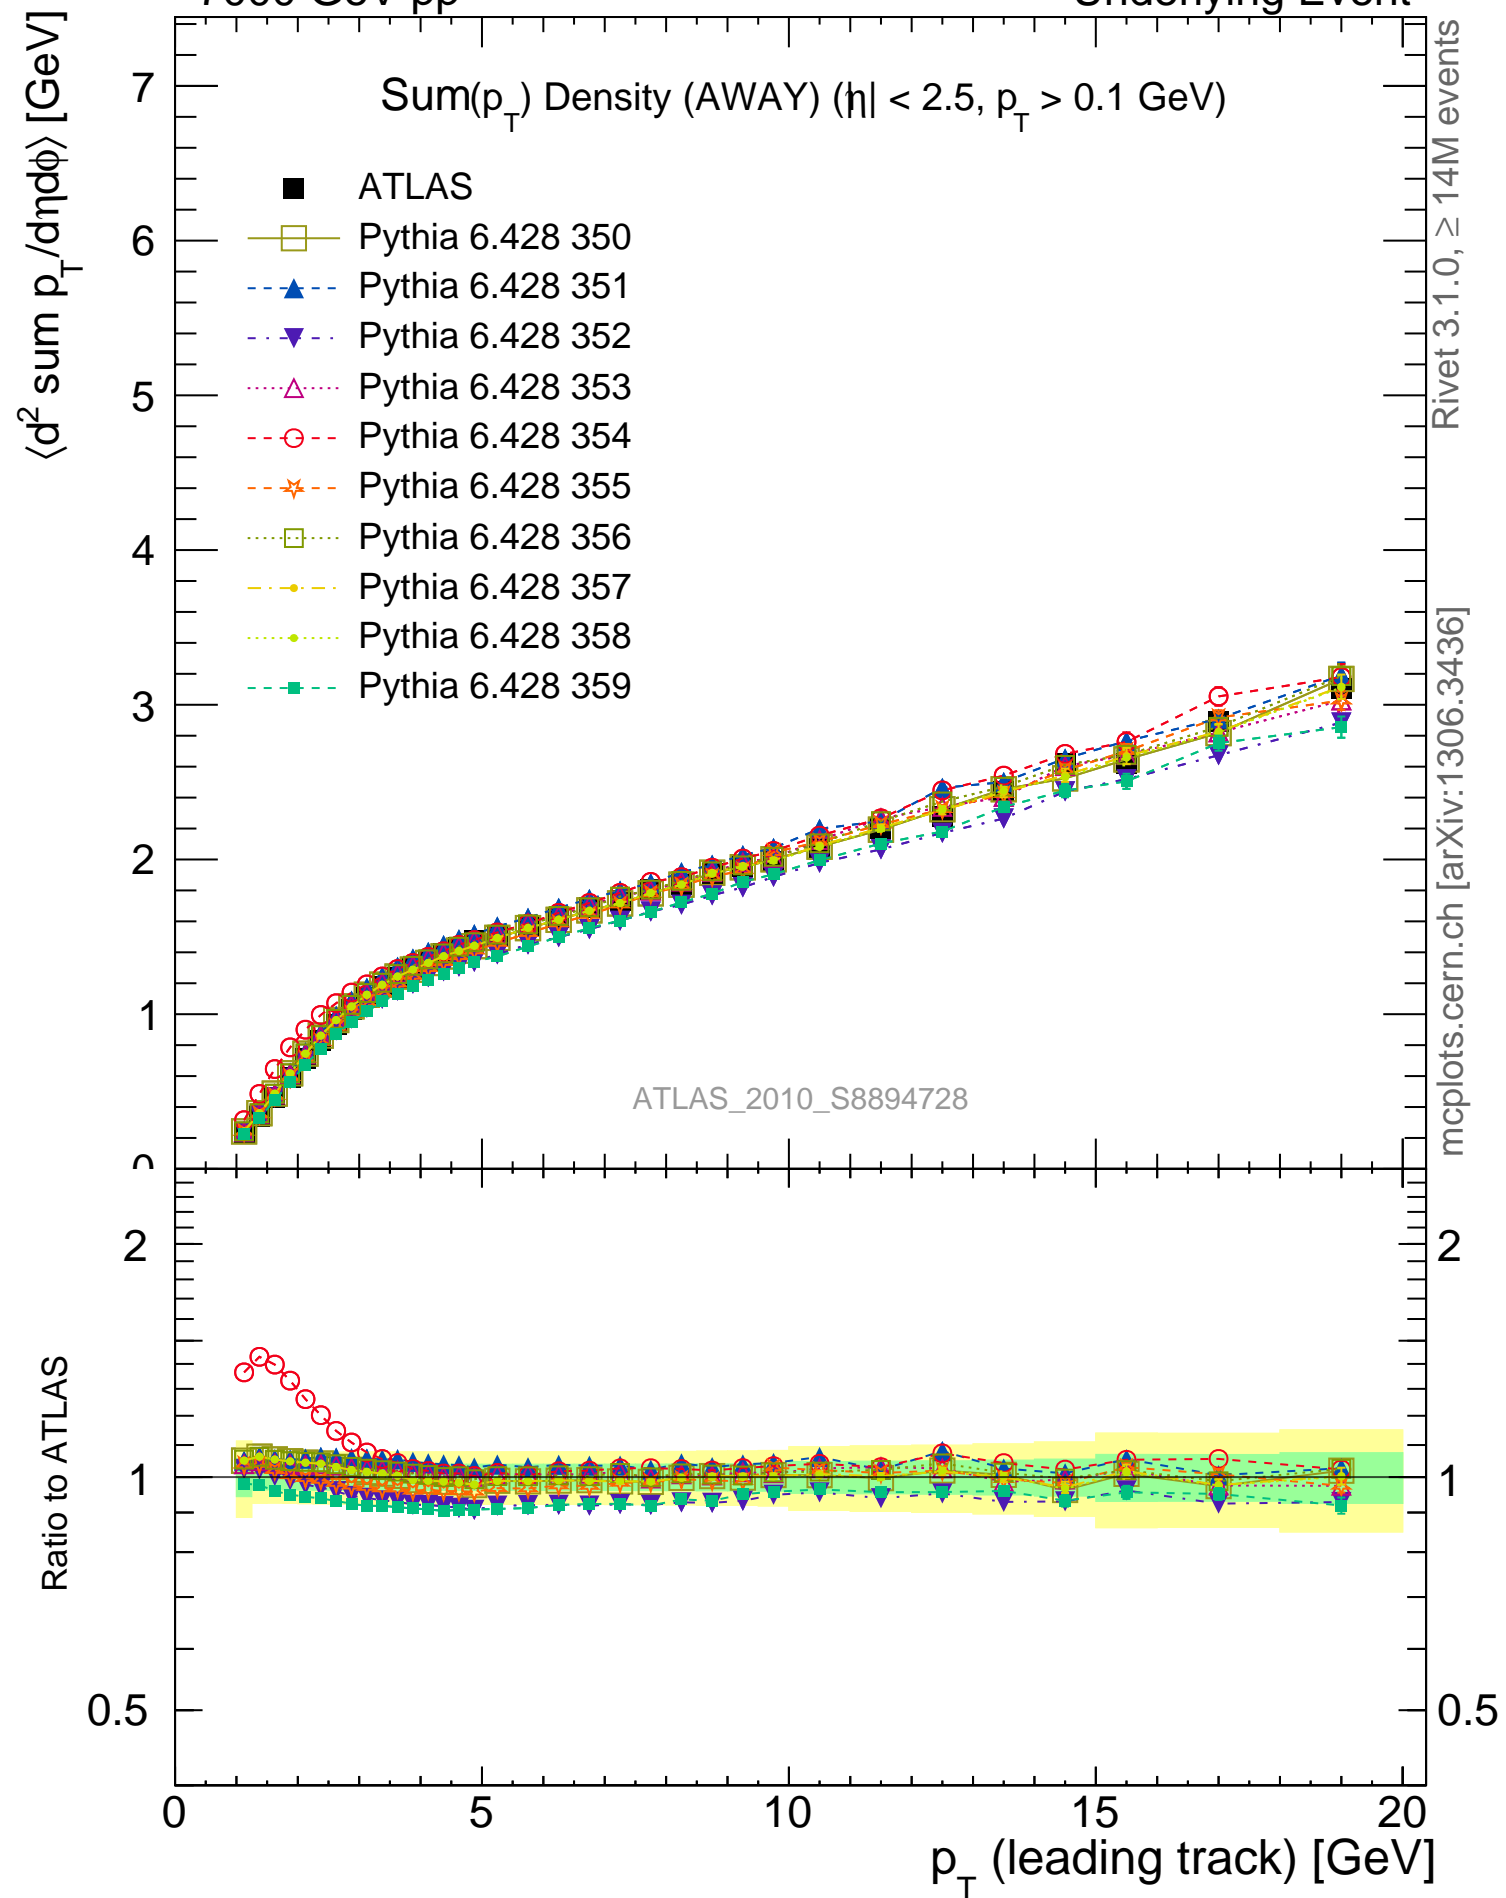 7000 GeV pp
Underlying Event
Sum(p_T) Density (AWAY) (|η| < 2.5, p_T > 0.1 GeV)
⟨d² sum p_T/dηdϕ⟩ [GeV]
7
6
5
4
3
2
1
0
ATLAS
Pythia 6.428 350
Pythia 6.428 351
Pythia 6.428 352
Pythia 6.428 353
Pythia 6.428 354
Pythia 6.428 355
Pythia 6.428 356
Pythia 6.428 357
Pythia 6.428 358
Pythia 6.428 359
ATLAS_2010_S8894728
Rivet 3.1.0, ≥ 14M events
mcplots.cern.ch [arXiv:1306.3436]
Ratio to ATLAS
2
1
0.5
2
1
0.5
0
5
10
15
20
p_T (leading track) [GeV]